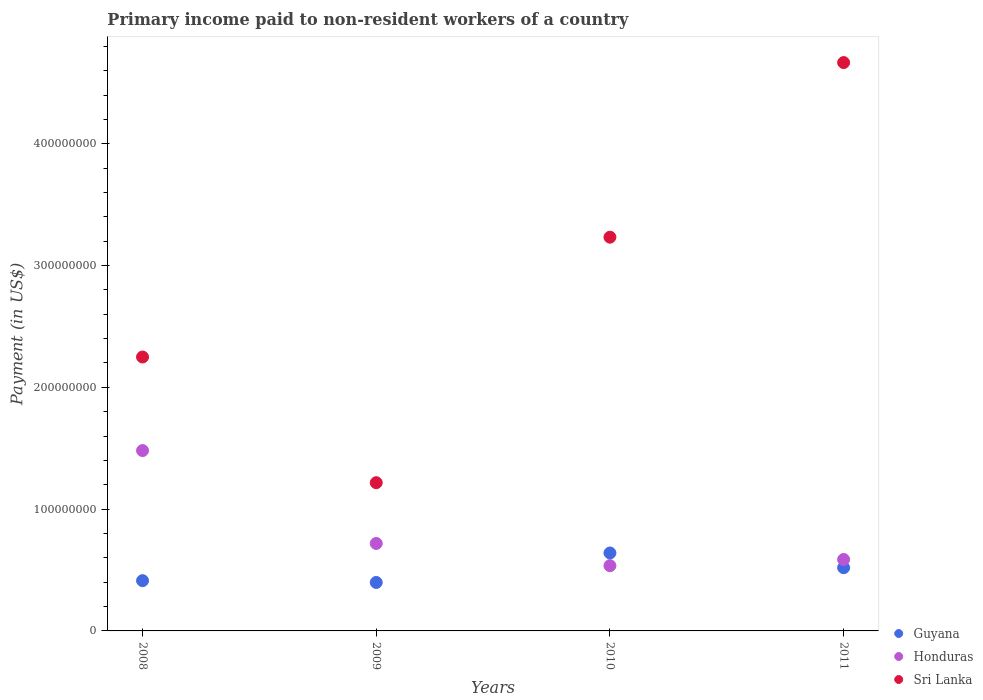 Primary income paid to non-resident workers of a country
Payment (in US$)
400000000
300000000
200000000
100000000
0
2008
2009
2010
2011
Years
Guyana
Honduras
Sri Lanka